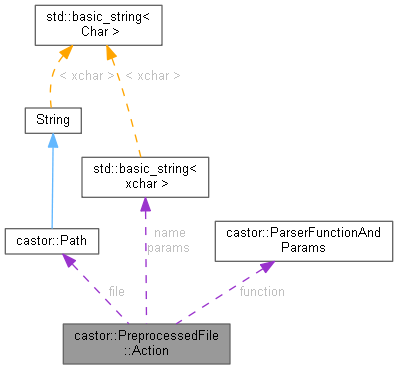 std::basic_string<
Char >
< xchar >
< xchar >
String
std::basic_string<
xchar >
castor::Path
name
params
castor::ParserFunctionAnd
Params
file
function
castor::PreprocessedFile
::Action